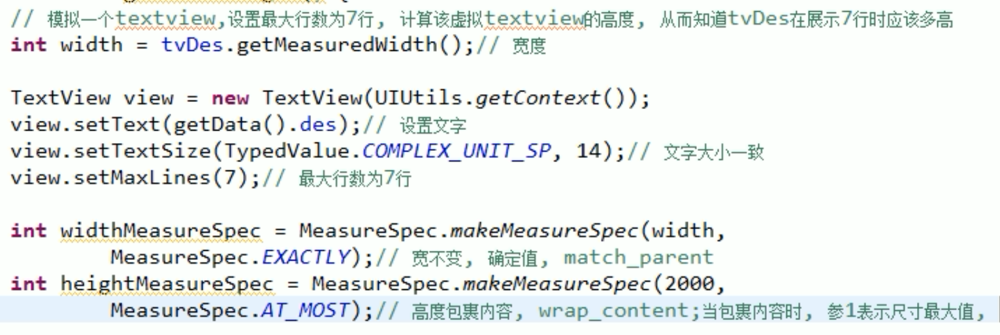 // 模拟一个textview,设置最大行数为7行, 计算该虚拟textview的高度, 从而知道tvDes在展示7行时应该多高
int width = tvDes.getMeasuredWidth();// 宽度
TextView view = new TextView(UIUtils.getContext());
view.setText(getData().des);// 设置文字
view.setTextSize(TypedValue.COMPLEX_UNIT_SP, 14);// 文字大小一致
view.setMaxLines(7);// 最大行数为7行
int widthMeasureSpec = MeasureSpec.makeMeasureSpec(width,
MeasureSpec.EXACTLY);// 宽不变, 确定值, match_parent
int heightMeasureSpec = MeasureSpec.makeMeasureSpec(2000,
MeasureSpec.AT_MOST);// 高度包裹内容, wrap_content;当包裹内容时, 参1表示尺寸最大值,